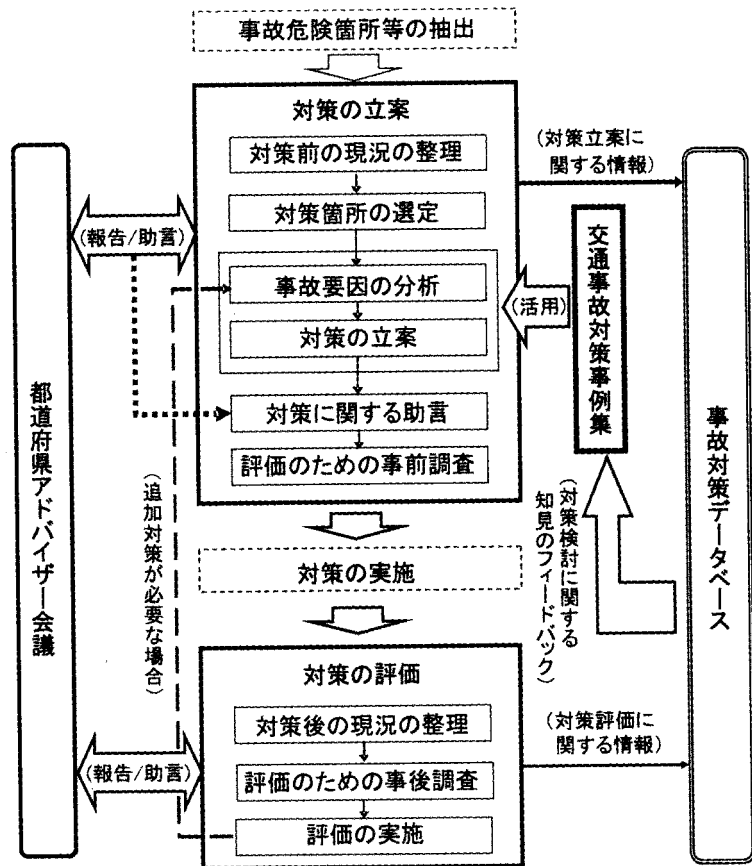 事故危険箇所等の抽出
対策の立案
対策前の現況の整理
対策箇所の選定
事故要因の分析
対策の立案
対策に関する助言
評価のための事前調査
対策の実施
対策の評価
対策後の現況の整理
評価のための事後調査
評価の実施
都道府県アドバイザー会議
(報告/助言)
(報告/助言)
(追加対策が必要な場合)
(対策立案に
関する情報)
(活用)
交通事故対策事例集
(対策検討に関する
知見のフィードバック)
(対策評価に
関する情報)
事故対策データベース